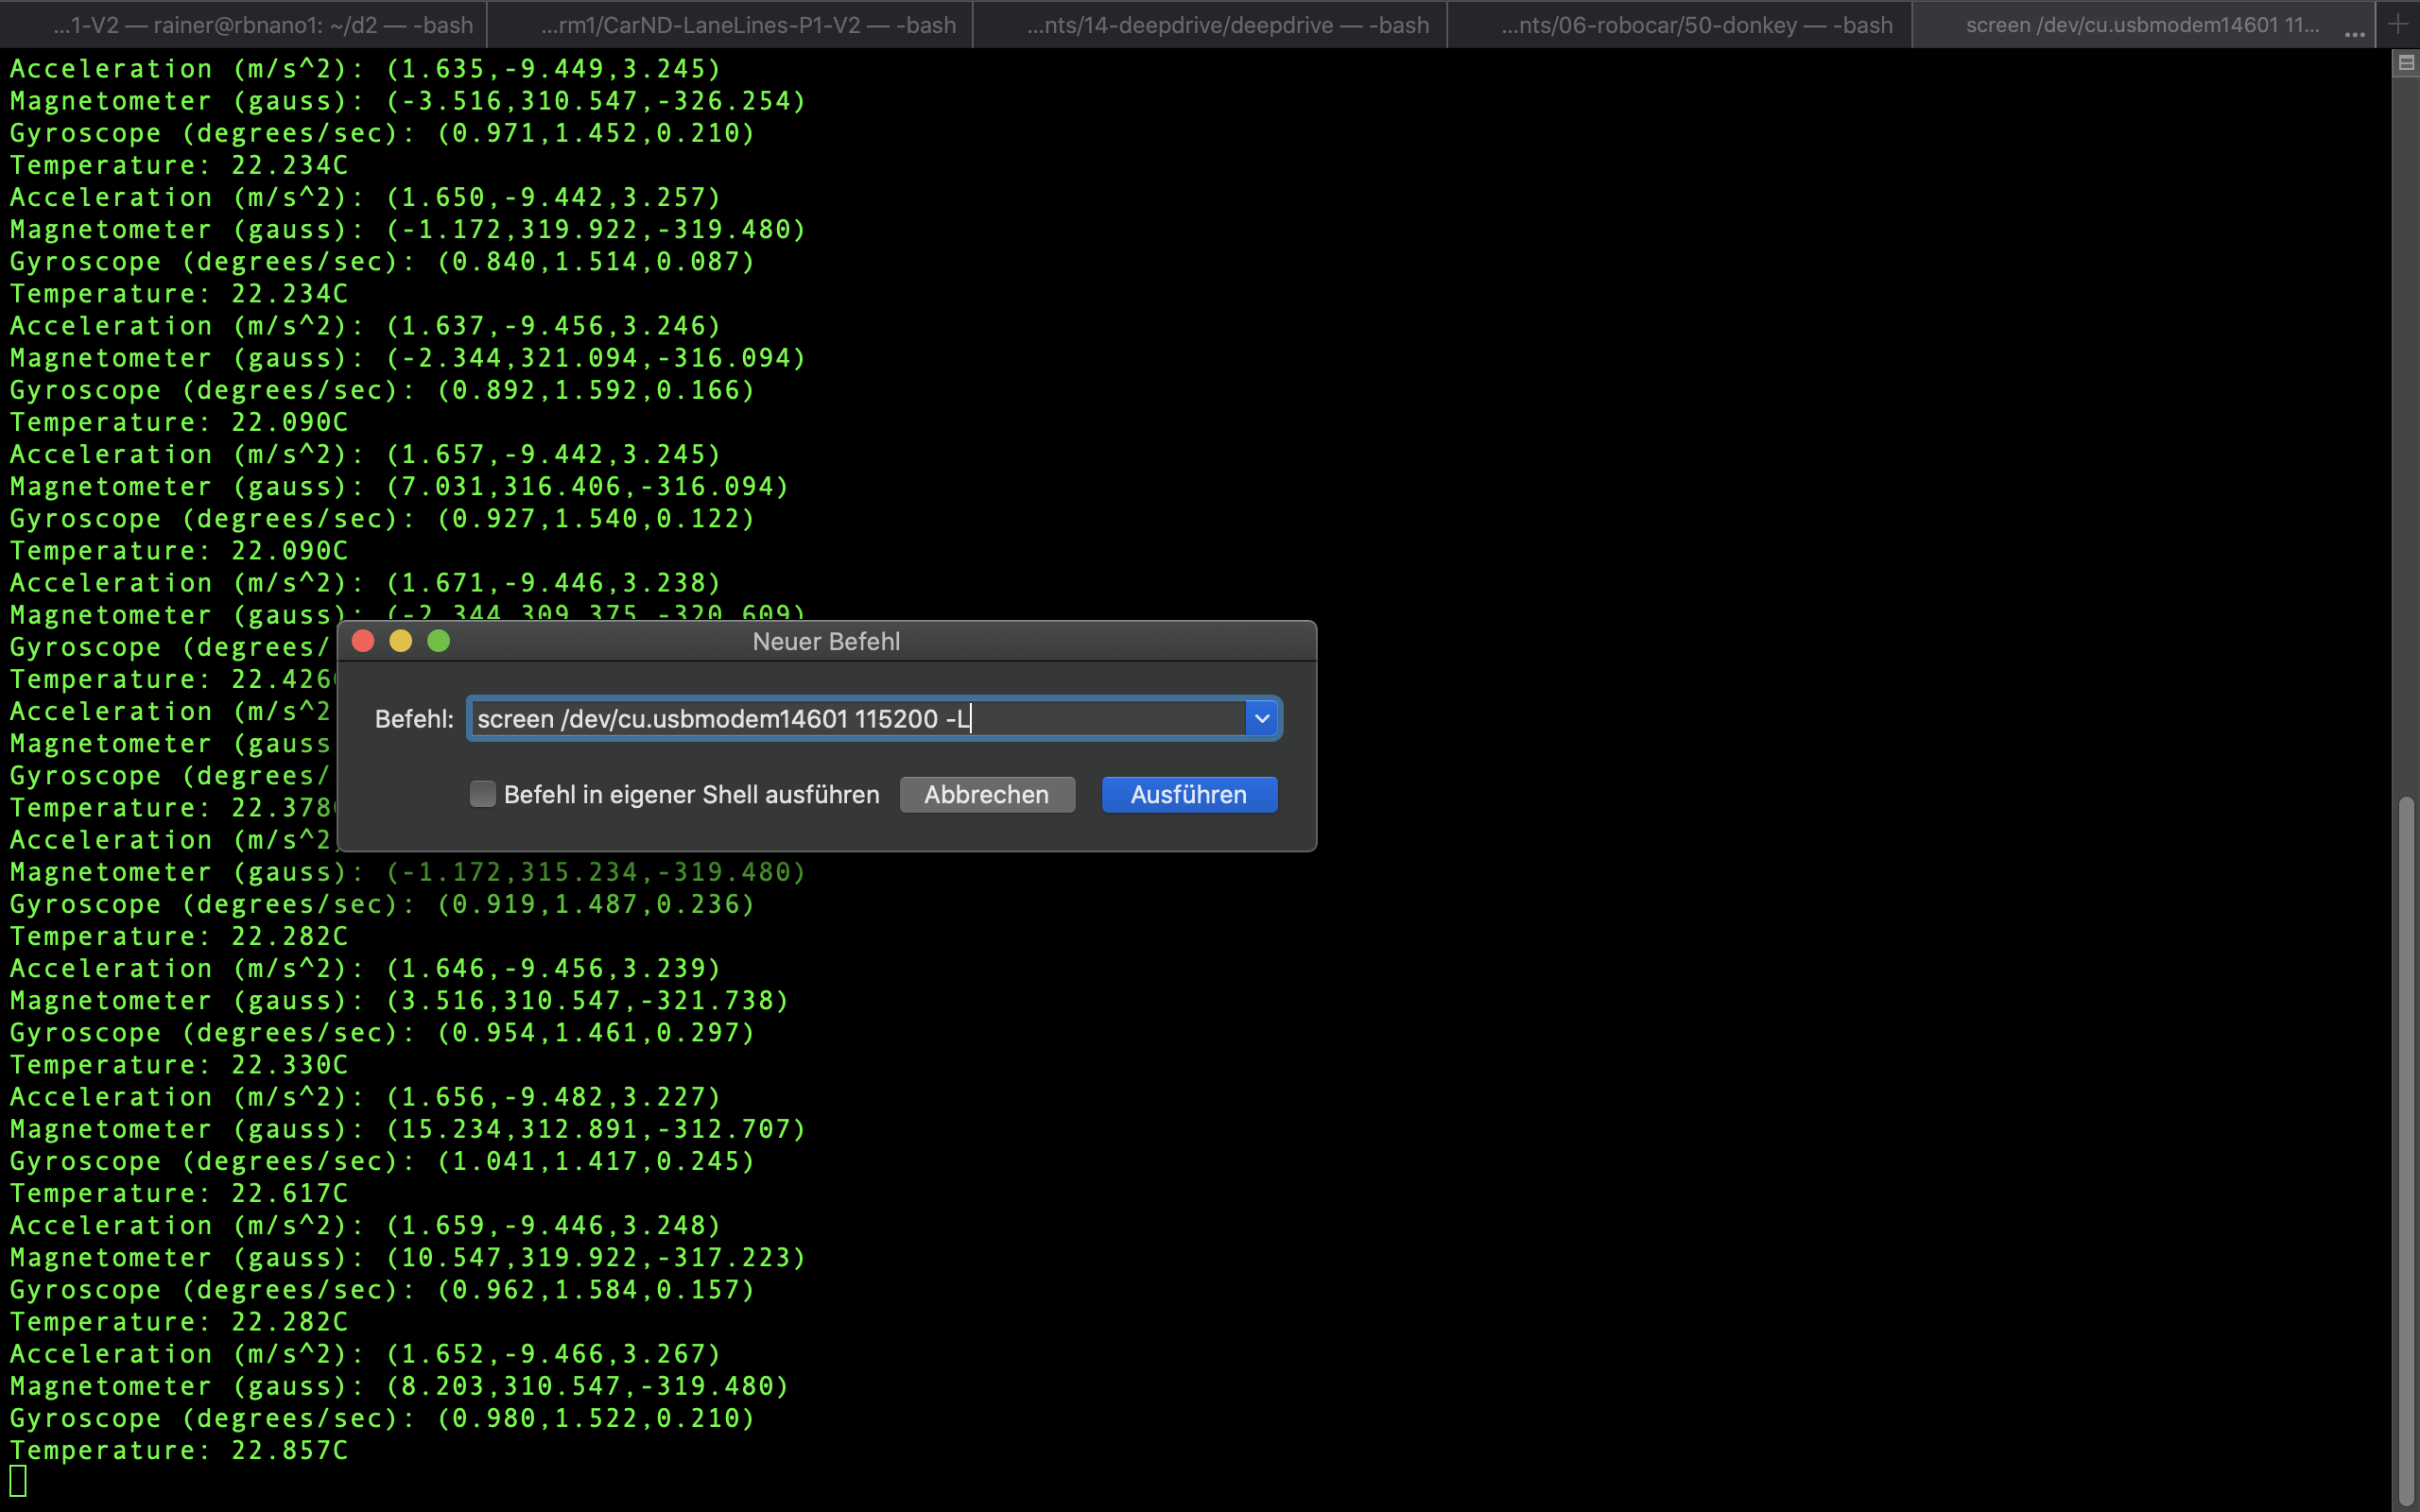 ...1-V2 — rainer@rbnano1: ~/d2 — -bash
...rm1/CarND-LaneLines-P1-V2 — -bash
...nts/14-deepdrive/deepdrive — -bash
...nts/06-robocar/50-donkey — -bash
screen /dev/cu.usbmodem14601 11... ...
Acceleration (m/s^2): (1.635,-9.449,3.245)
Magnetometer (gauss): (-3.516,310.547,-326.254)
Gyroscope (degrees/sec): (0.971,1.452,0.210)
Temperature: 22.234C
Acceleration (m/s^2): (1.650,-9.442,3.257)
Magnetometer (gauss): (-1.172,319.922,-319.480)
Gyroscope (degrees/sec): (0.840,1.514,0.087)
Temperature: 22.234C
Acceleration (m/s^2): (1.637,-9.456,3.246)
Magnetometer (gauss): (-2.344,321.094,-316.094)
Gyroscope (degrees/sec): (0.892,1.592,0.166)
Temperature: 22.090C
Acceleration (m/s^2): (1.657,-9.442,3.245)
Magnetometer (gauss): (7.031,316.406,-316.094)
Gyroscope (degrees/sec): (0.927,1.540,0.122)
Temperature: 22.090C
Acceleration (m/s^2): (1.671,-9.446,3.238)
Magnetometer (gauss): (-2.344,309.375,-320.609)
Gyroscope (degrees/
Temperature: 22.426
Acceleration (m/s^2
Magnetometer (gauss
Gyroscope (degrees/
Temperature: 22.378
Acceleration (m/s^2
Neuer Befehl
Befehl: screen /dev/cu.usbmodem14601 115200 -L
Befehl in eigener Shell ausführen Abbrechen Ausführen
Magnetometer (gauss): (-1.172,315.234,-319.480)
Gyroscope (degrees/sec): (0.919,1.487,0.236)
Temperature: 22.282C
Acceleration (m/s^2): (1.646,-9.456,3.239)
Magnetometer (gauss): (3.516,310.547,-321.738)
Gyroscope (degrees/sec): (0.954,1.461,0.297)
Temperature: 22.330C
Acceleration (m/s^2): (1.656,-9.482,3.227)
Magnetometer (gauss): (15.234,312.891,-312.707)
Gyroscope (degrees/sec): (1.041,1.417,0.245)
Temperature: 22.617C
Acceleration (m/s^2): (1.659,-9.446,3.248)
Magnetometer (gauss): (10.547,319.922,-317.223)
Gyroscope (degrees/sec): (0.962,1.584,0.157)
Temperature: 22.282C
Acceleration (m/s^2): (1.652,-9.466,3.267)
Magnetometer (gauss): (8.203,310.547,-319.480)
Gyroscope (degrees/sec): (0.980,1.522,0.210)
Temperature: 22.857C